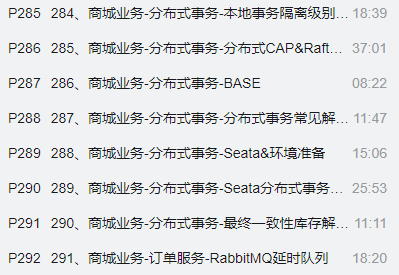 P285 284、商城业务-分布式事务-本地事务隔离级别... 18:39
P286 285、商城业务-分布式事务-分布式CAP&Raft... 37:01
P287 286、商城业务-分布式事务-BASE 08:22
P288 287、商城业务-分布式事务-分布式事务常见解... 11:47
P289 288、商城业务-分布式事务-Seata&环境准备 15:06
P290 289、商城业务-分布式事务-Seata分布式事务... 25:53
P291 290、商城业务-分布式事务-最终一致性库存解... 11:11
P292 291、商城业务-订单服务-RabbitMQ延时队列 18:20